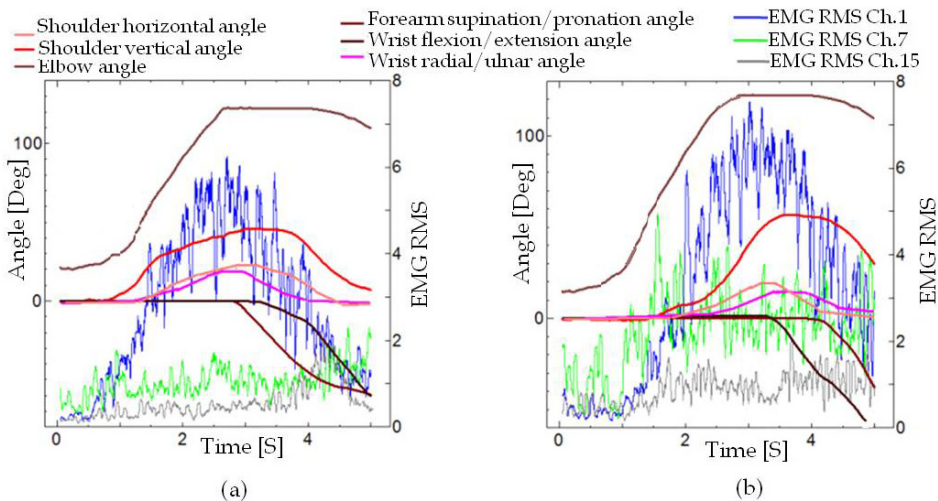 Shoulder horizontal angle
Shoulder vertical angle
Elbow angle
Forearm supination/pronation angle
Wrist flexion/extension angle
Wrist radial/ulnar angle
EMG RMS Ch.1
EMG RMS Ch.7
EMG RMS Ch.15
Angle [Deg]
100
0
8
6
4
2
0
EMG RMS
0
2
4
Time [S]
(a)
Angle [Deg]
100
0
8
6
4
2
0
EMG RMS
0
2
4
Time [S]
(b)